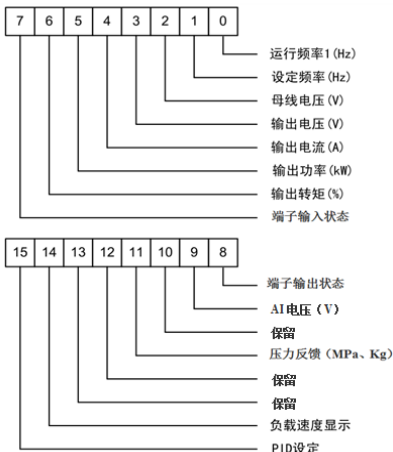 7 6 5 4 3 2 1 0
运行频率1(Hz)
设定频率(Hz)
母线电压(V)
输出电压(V)
输出电流(A)
输出功率(kW)
输出转矩(%)
端子输入状态
15 14 13 12 11 10 9 8
端子输出状态
AI电压（V）
保留
压力反馈（MPa、Kg）
保留
保留
负载速度显示
PID设定